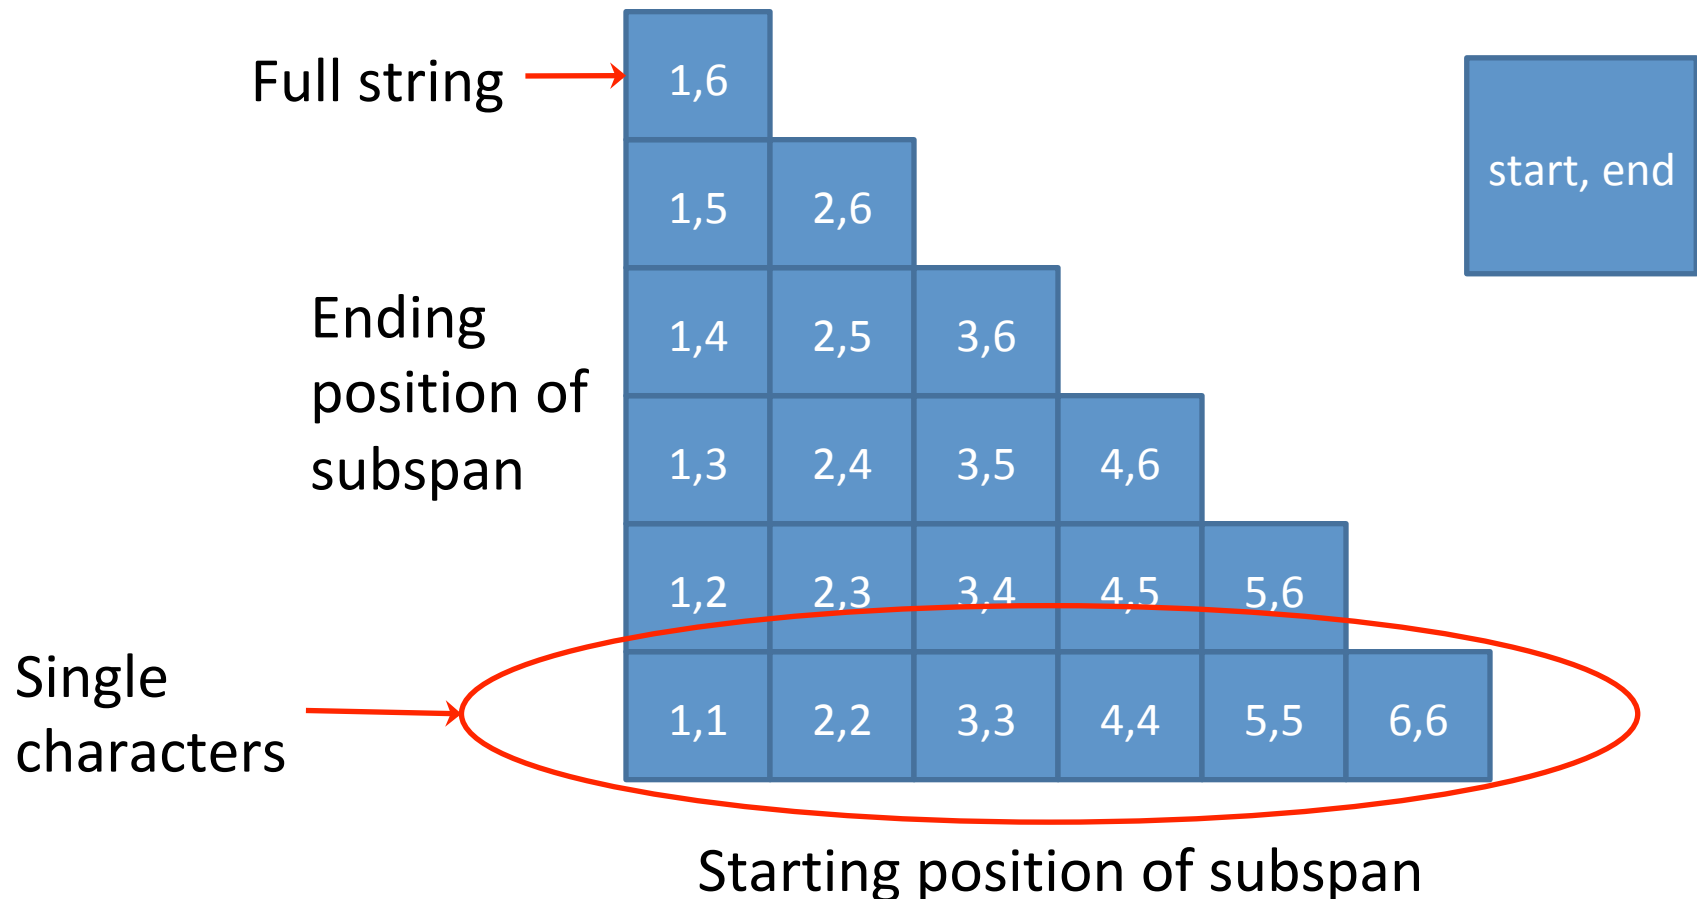 Full string
1,6
start, end
1,5 2,6
Ending
position of
subspan
1,4 2,5 3,6
1,3 2,4 3,5 4,6
1,2 2,3 3,4 4,5 5,6
Single
characters
1,1 2,2 3,3 4,4 5,5 6,6
Starting position of subspan